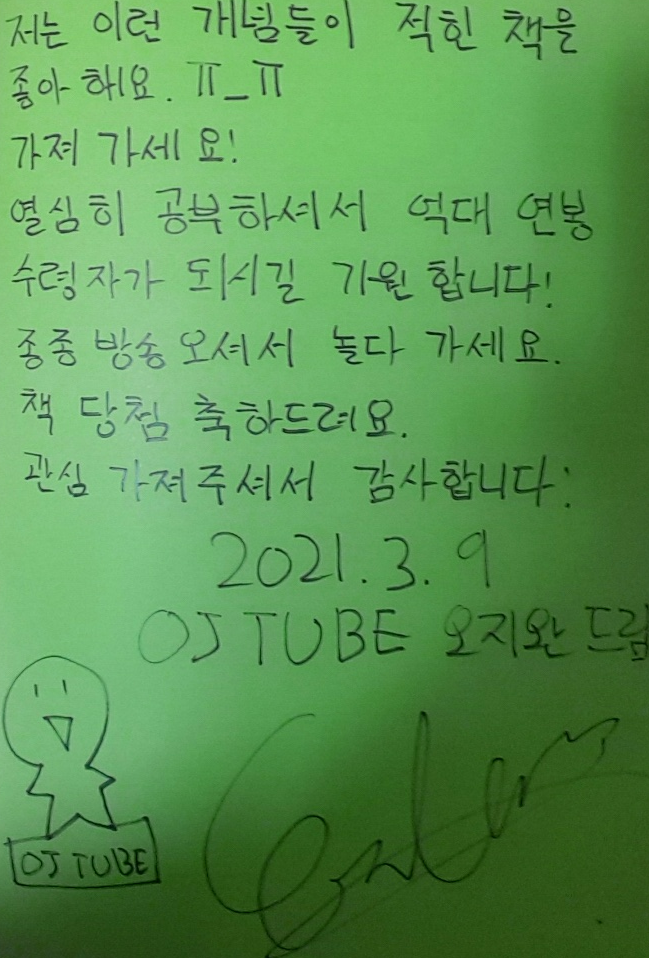 저는 이런 개념들이 적힌 책을
좋아 해요. ㅠ_ㅠ
가져 가세요!
열심히 공부하셔서 억대 연봉
수령자가 되시길 기원 합니다!
종종 방송 오셔서 놀다 가세요.
책 당첨 축하드려요.
관심 가져주셔서 감사합니다:
2021.3.9
OJ TUBE 오지완 드림
OJ TUBE